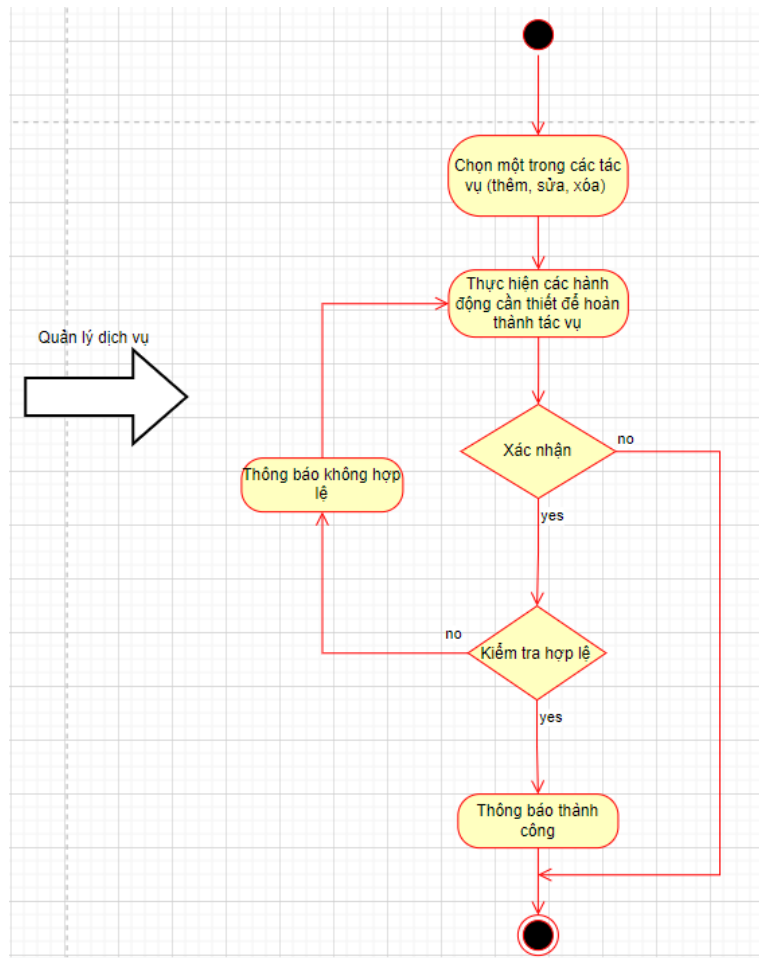 Chọn một trong các tác
vụ (thêm, sửa, xóa)
Thực hiện các hành
động cần thiết để hoàn
thành tác vụ
Quản lý dịch vụ
Xác nhận
no
Thông báo không hợp
lệ
yes
no
Kiểm tra hợp lệ
yes
Thông báo thành
công